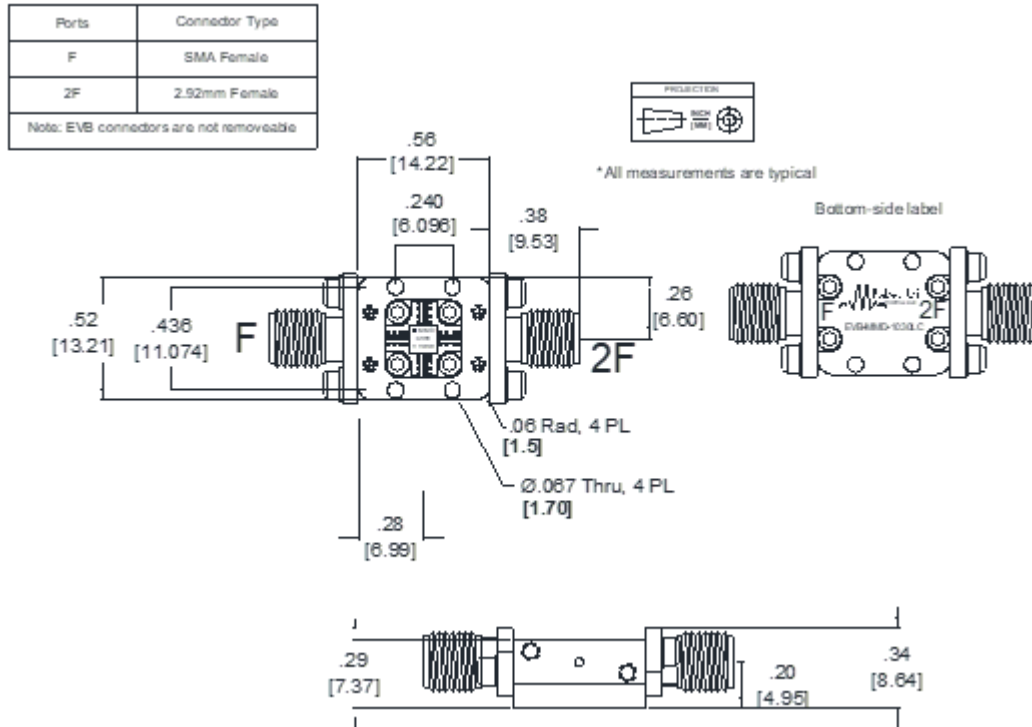 Ports Connector Type
F SMA Female
2F 2.92mm Female
Note: EVB connectors are not removeable
PROJECTION
INCH
[MM]
*All measurements are typical
Bottom-side label
.56
[14.22]
.240
[6.096]
.38
[9.53]
.52
[13.21]
.436
[11.074]
F
2F
.26
[6.60]
F
2F
.06 Rad, 4 PL
[1.5]
Ø.067 Thru, 4 PL
[1.70]
.28
[6.99]
.29
[7.37]
.20
[4.95]
.34
[8.64]